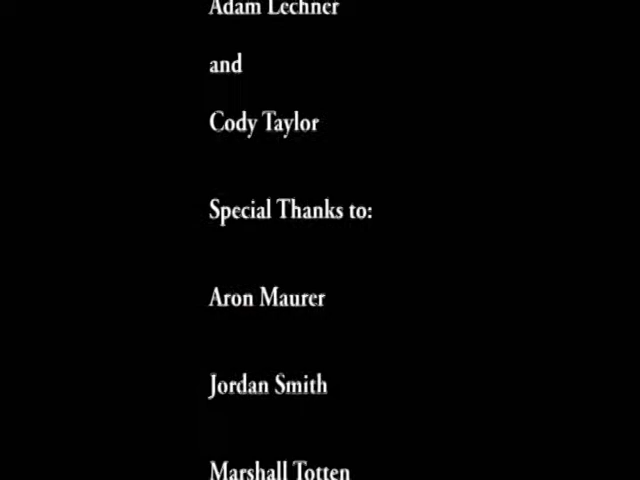 Adam Lechner
and
Cody Taylor
Special Thanks to:
Aron Maurer
Jordan Smith
Marshall Totten